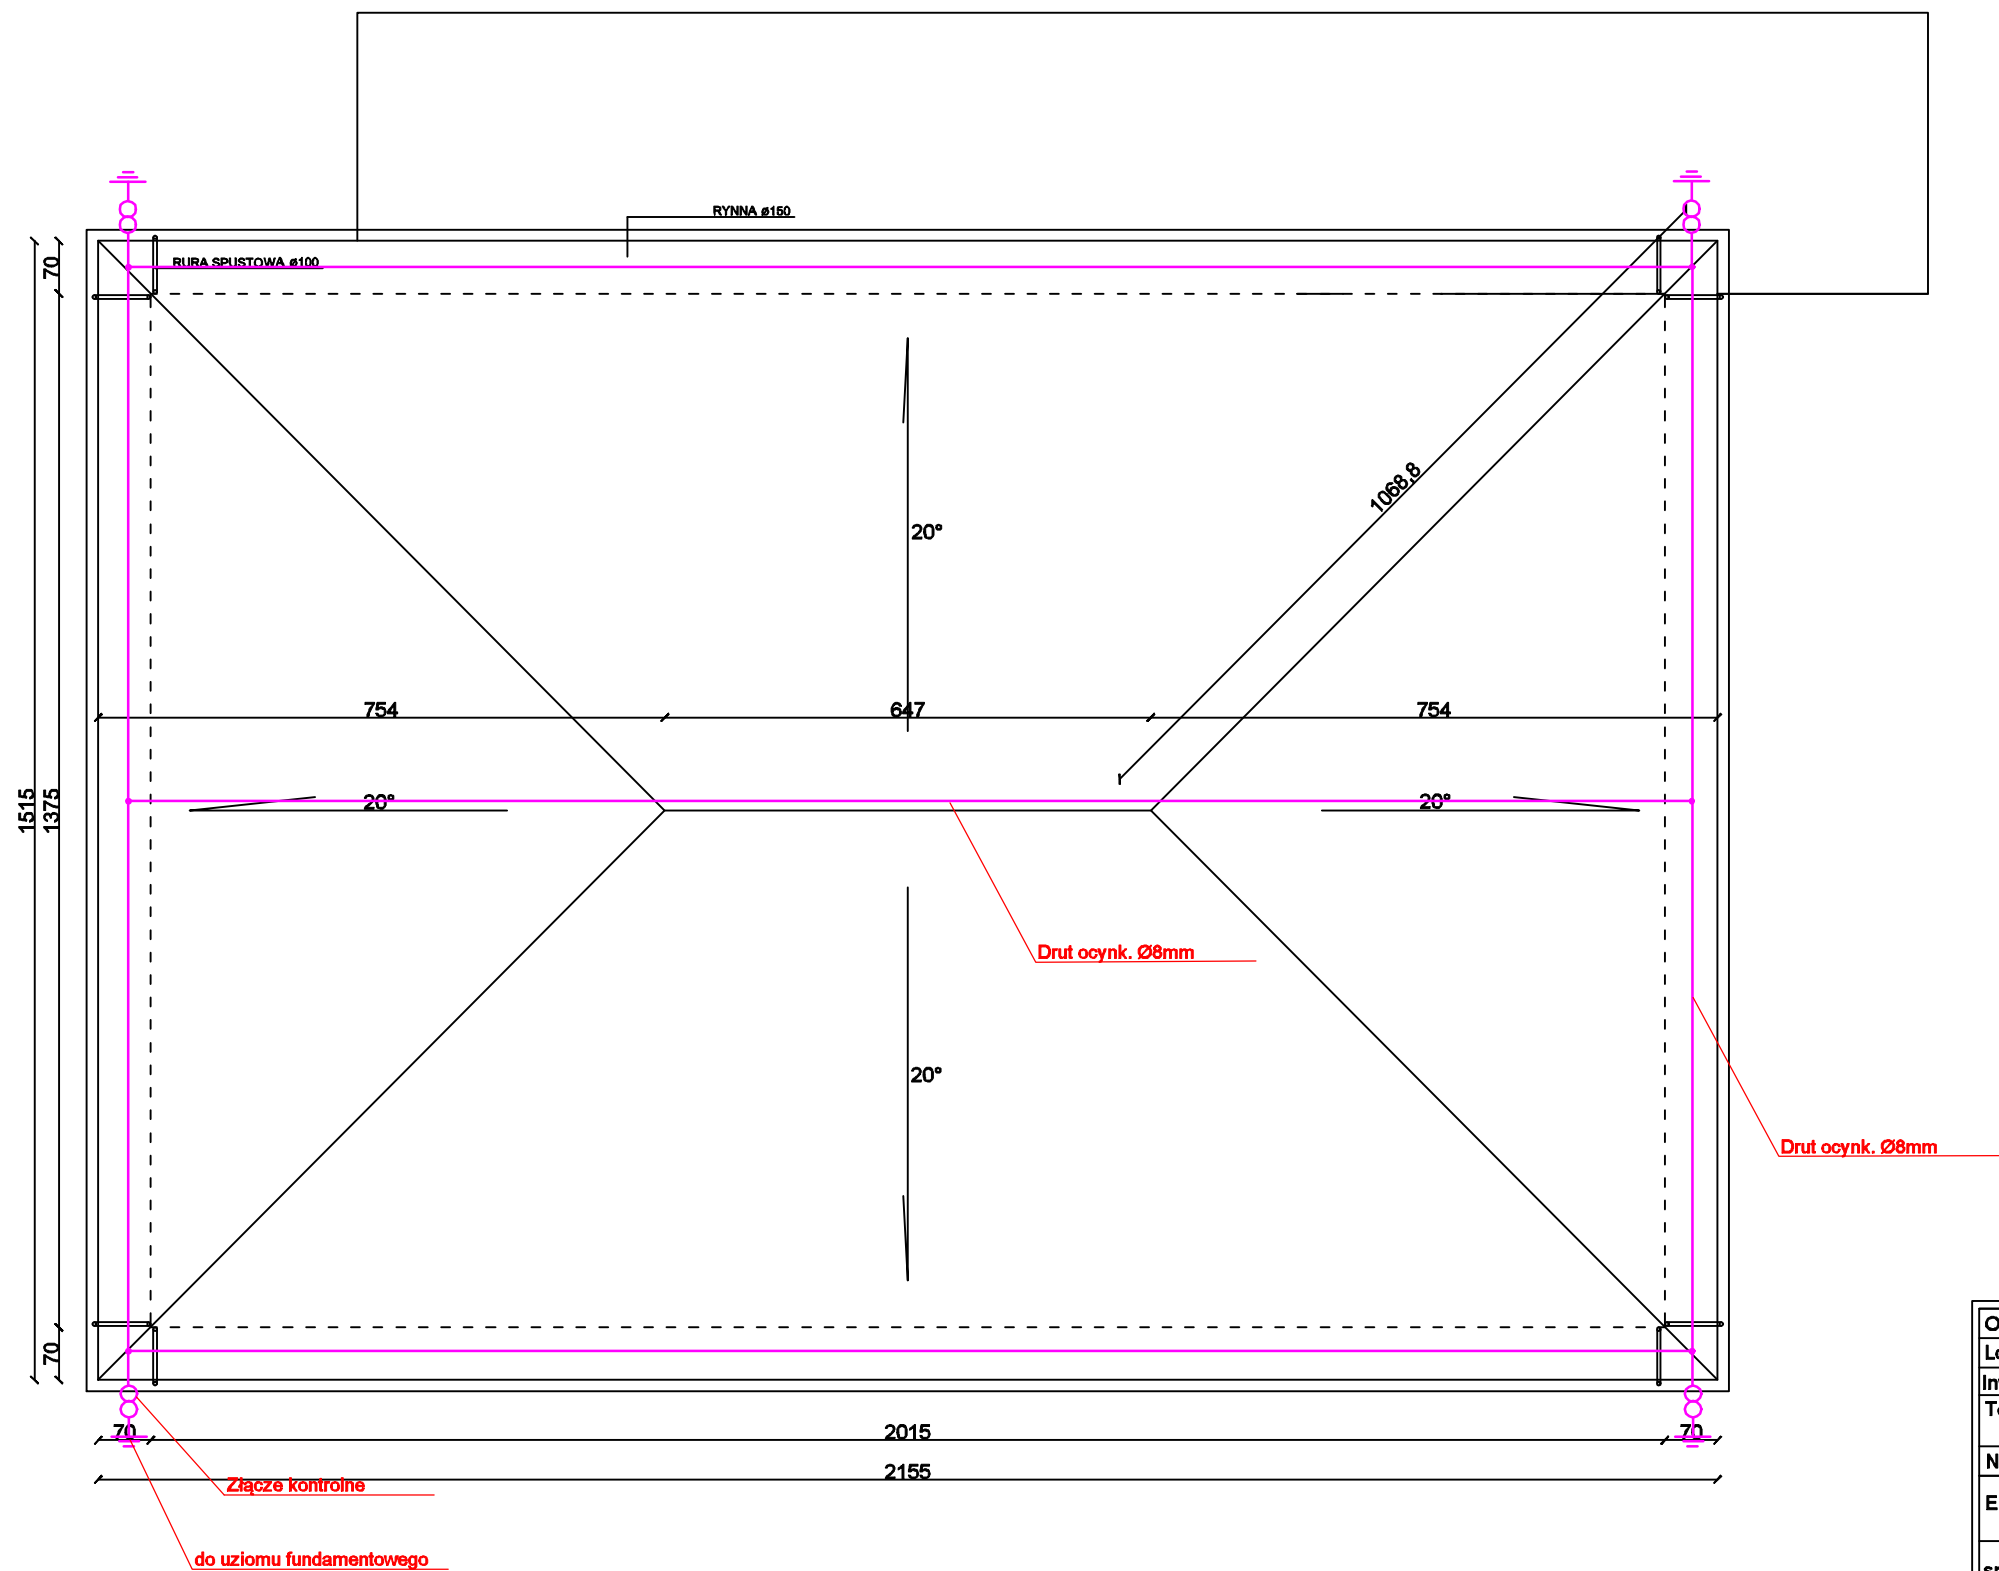 RYNNA ø150
RURA SPUSTOWA ø100
70
1068,8
20°
754
647
754
20°
20°
1515
1375
Drut ocynk. Ø8mm
20°
Drut ocynk. Ø8mm
70
70
2015
70
2155
Złącze kontrolne
do uziomu fundamentowego
N
E